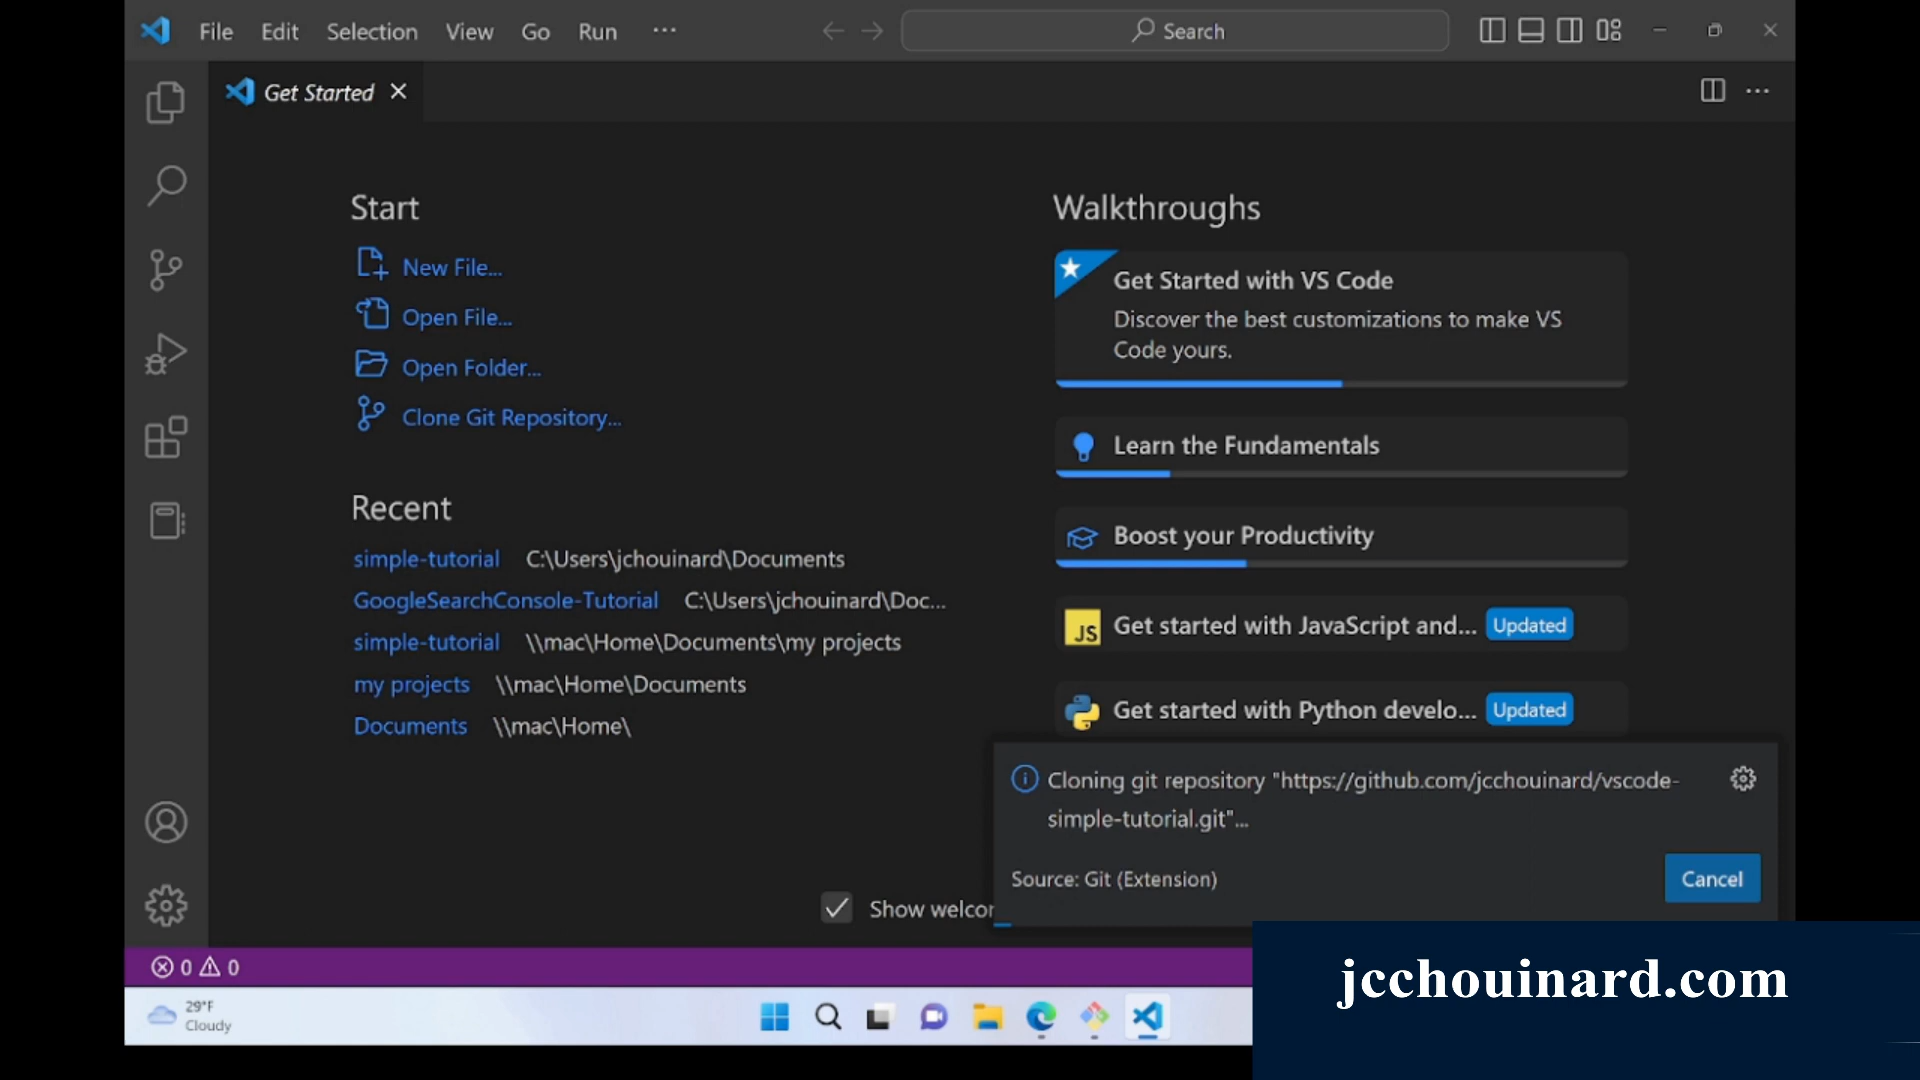 File Edit Selection View Go Run ···
Search
Get Started
Start
New File...
Open File...
Open Folder...
Clone Git Repository...
Recent
simple-tutorial C:\Users\jchouinard\Documents
GoogleSearchConsole-Tutorial C:\Users\jchouinard\Doc...
simple-tutorial \\mac\Home\Documents\my projects
my projects \\mac\Home\Documents
Documents \\mac\Home\
Walkthroughs
Get Started with VS Code
Discover the best customizations to make VS
Code yours.
Learn the Fundamentals
Boost your Productivity
JS Get started with JavaScript and... Updated
Get started with Python develo... Updated
Cloning git repository "https://github.com/jcchouinard/vscode-
simple-tutorial.git"...
Source: Git (Extension)
Cancel
Show welcor
0 0
29°F
Cloudy
jcchouinard.com